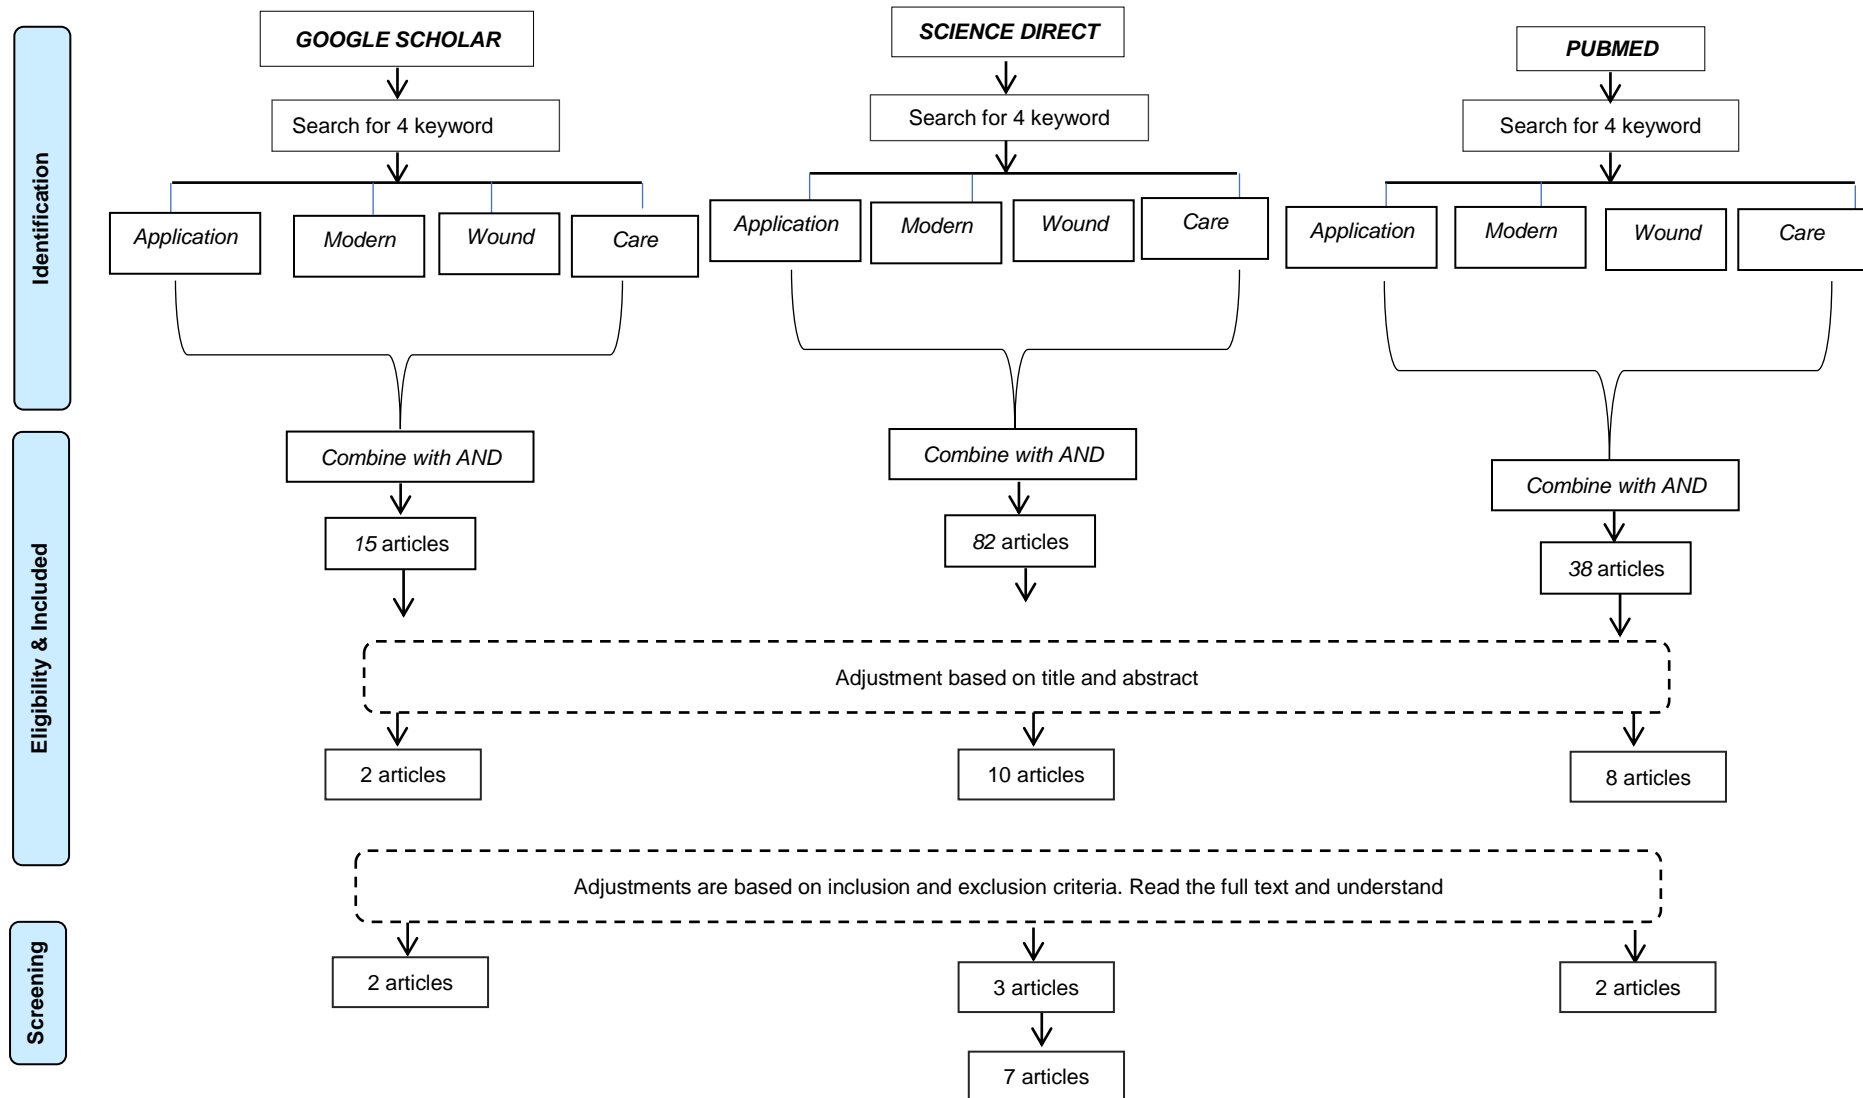 GOOGLE SCHOLAR
SCIENCE DIRECT
PUBMED
Search for 4 keyword
Search for 4 keyword
Search for 4 keyword
Identification
Application
Modern
Wound
Care
Application
Modern
Wound
Care
Application
Modern
Wound
Care
Eligibility & Included
Combine with AND
Combine with AND
Combine with AND
15 articles
82 articles
38 articles
Adjustment based on title and abstract
2 articles
10 articles
8 articles
Adjustments are based on inclusion and exclusion criteria. Read the full text and understand
Screening
2 articles
3 articles
2 articles
7 articles